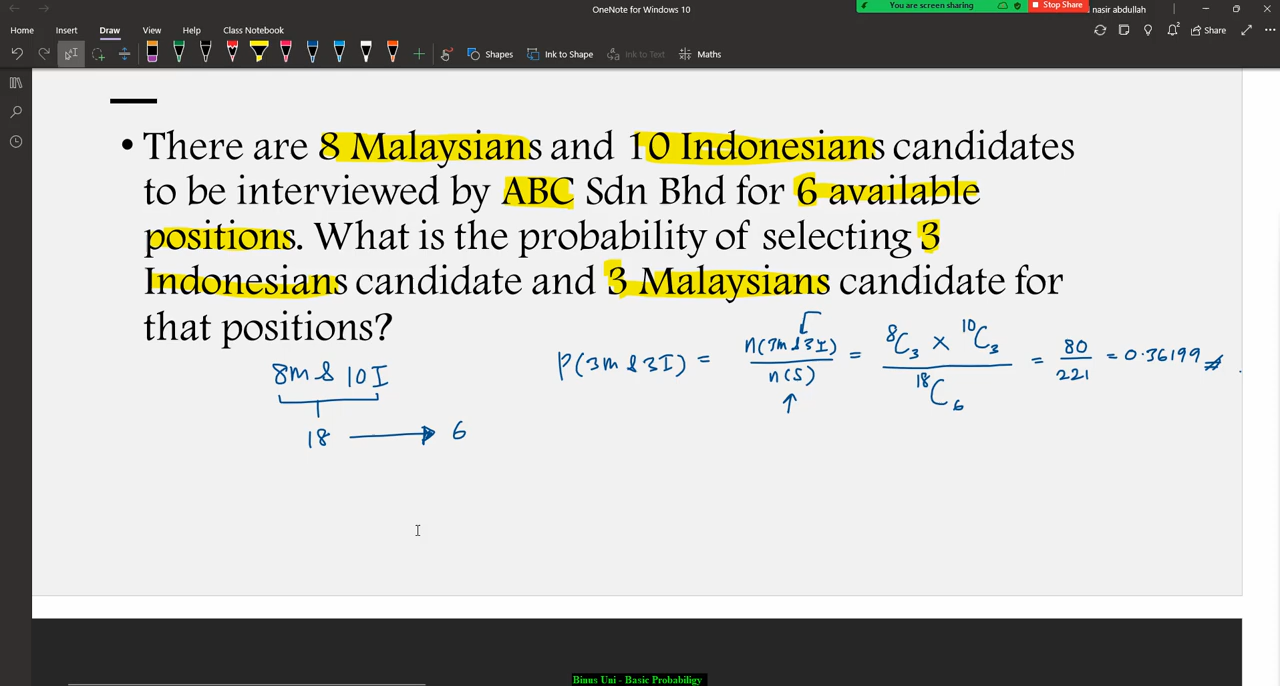 OneNote for Windows 10
You are screen sharing
Stop Share
nasir abdullah
Home Insert Draw View Help Class Notebook
Share
Shapes Ink to Shape Ink to Text Maths
• There are 8 Malaysians and 10 Indonesians candidates
to be interviewed by ABC Sdn Bhd for 6 available
positions. What is the probability of selecting 3
Indonesians candidate and 3 Malaysians candidate for
that positions?
8M & 10I
18 → 6
P(3M & 3I) = n(3M & 3I) / n(S) = ⁸C₃ × ¹⁰C₃ / ¹⁸C₆ = 80/221 = 0.36199 #
Binus Uni - Basic Probabiligy